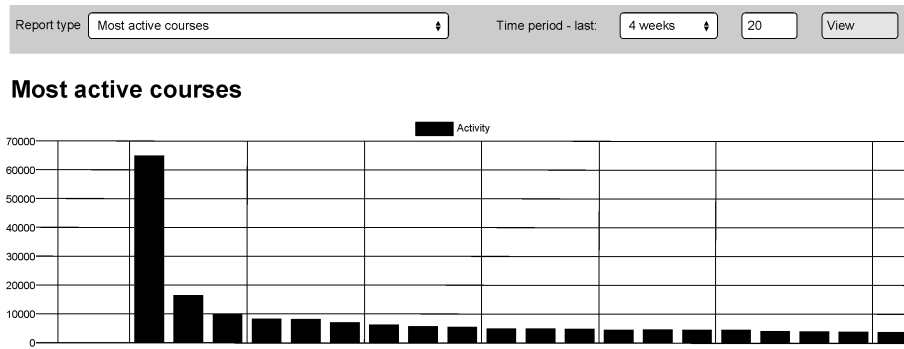 Report type Most active courses Time period - last: 4 weeks 20 View
Most active courses
Activity
70000
60000
50000
40000
30000
20000
10000
0